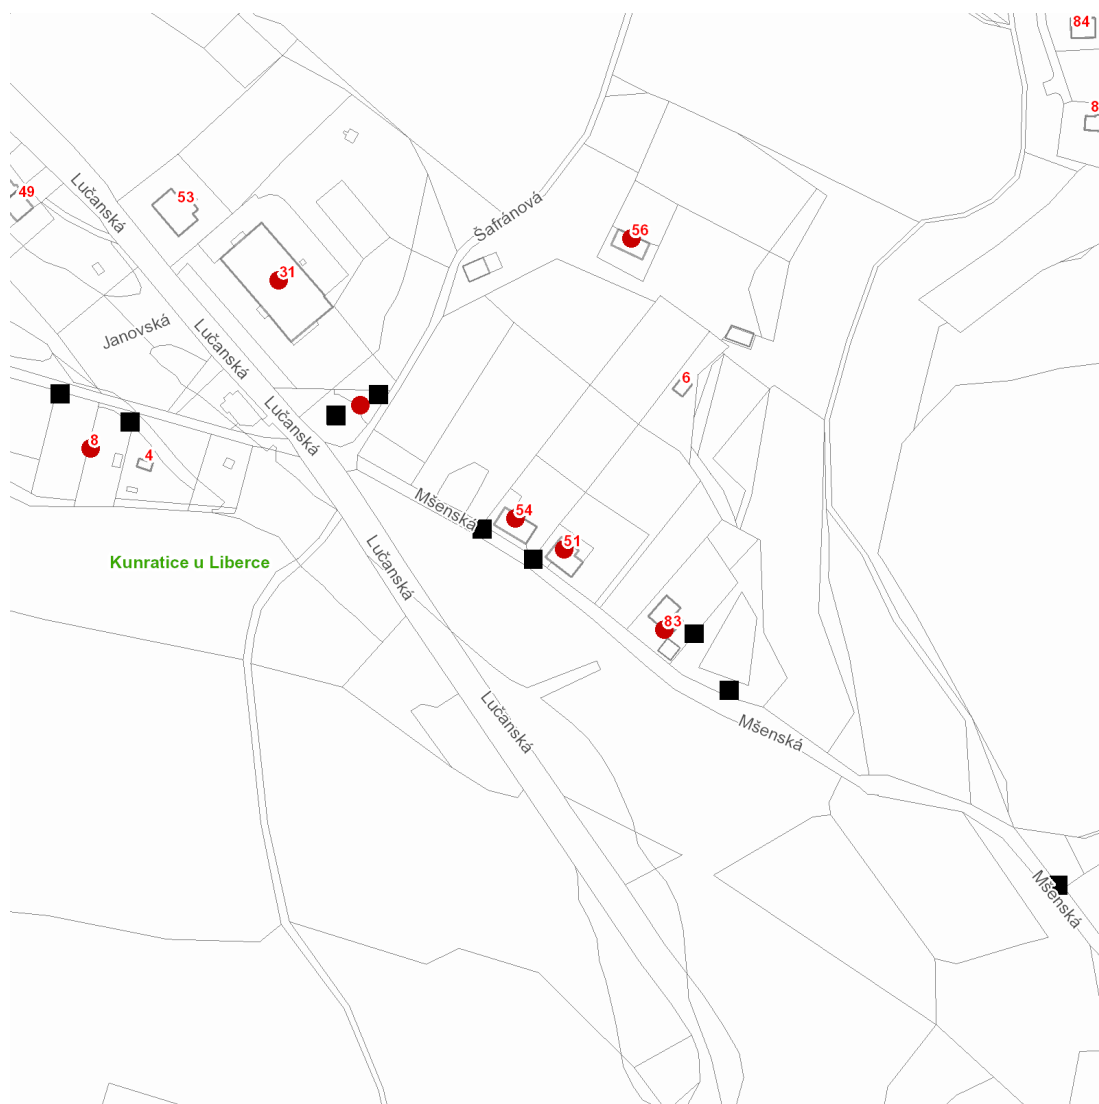 84
8
49
Lučanská
53
Šafránová
56
31
Janovská
Lučanská
6
Lučanská
8
4
Mšenská
54
51
Lučanská
Kunratice u Liberce
83
Lučanská
Mšenská
Mšenská